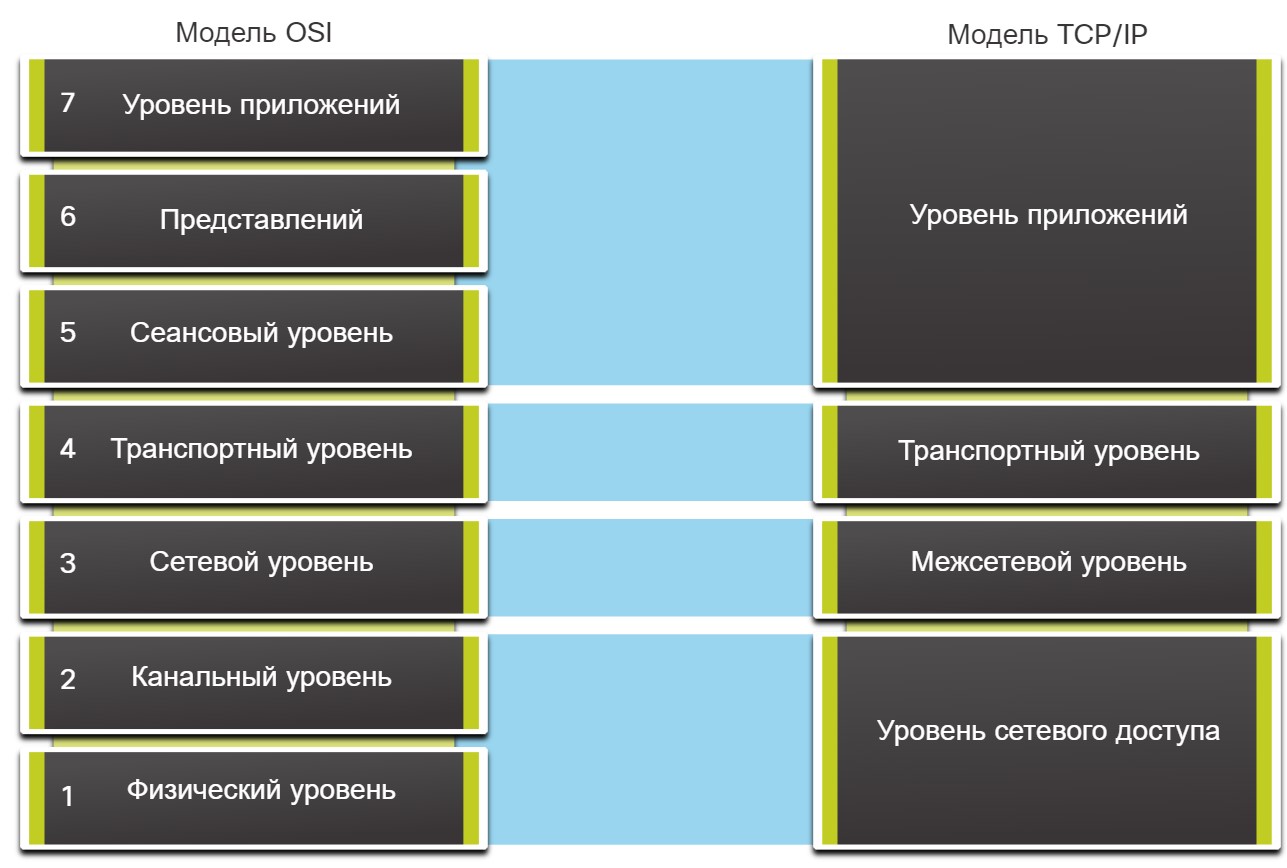 Модель OSI
Модель TCP/IP
7 Уровень приложений
6 Представлений
5 Сеансовый уровень
4 Транспортный уровень
3 Сетевой уровень
2 Канальный уровень
1 Физический уровень
Уровень приложений
Транспортный уровень
Межсетевой уровень
Уровень сетевого доступа